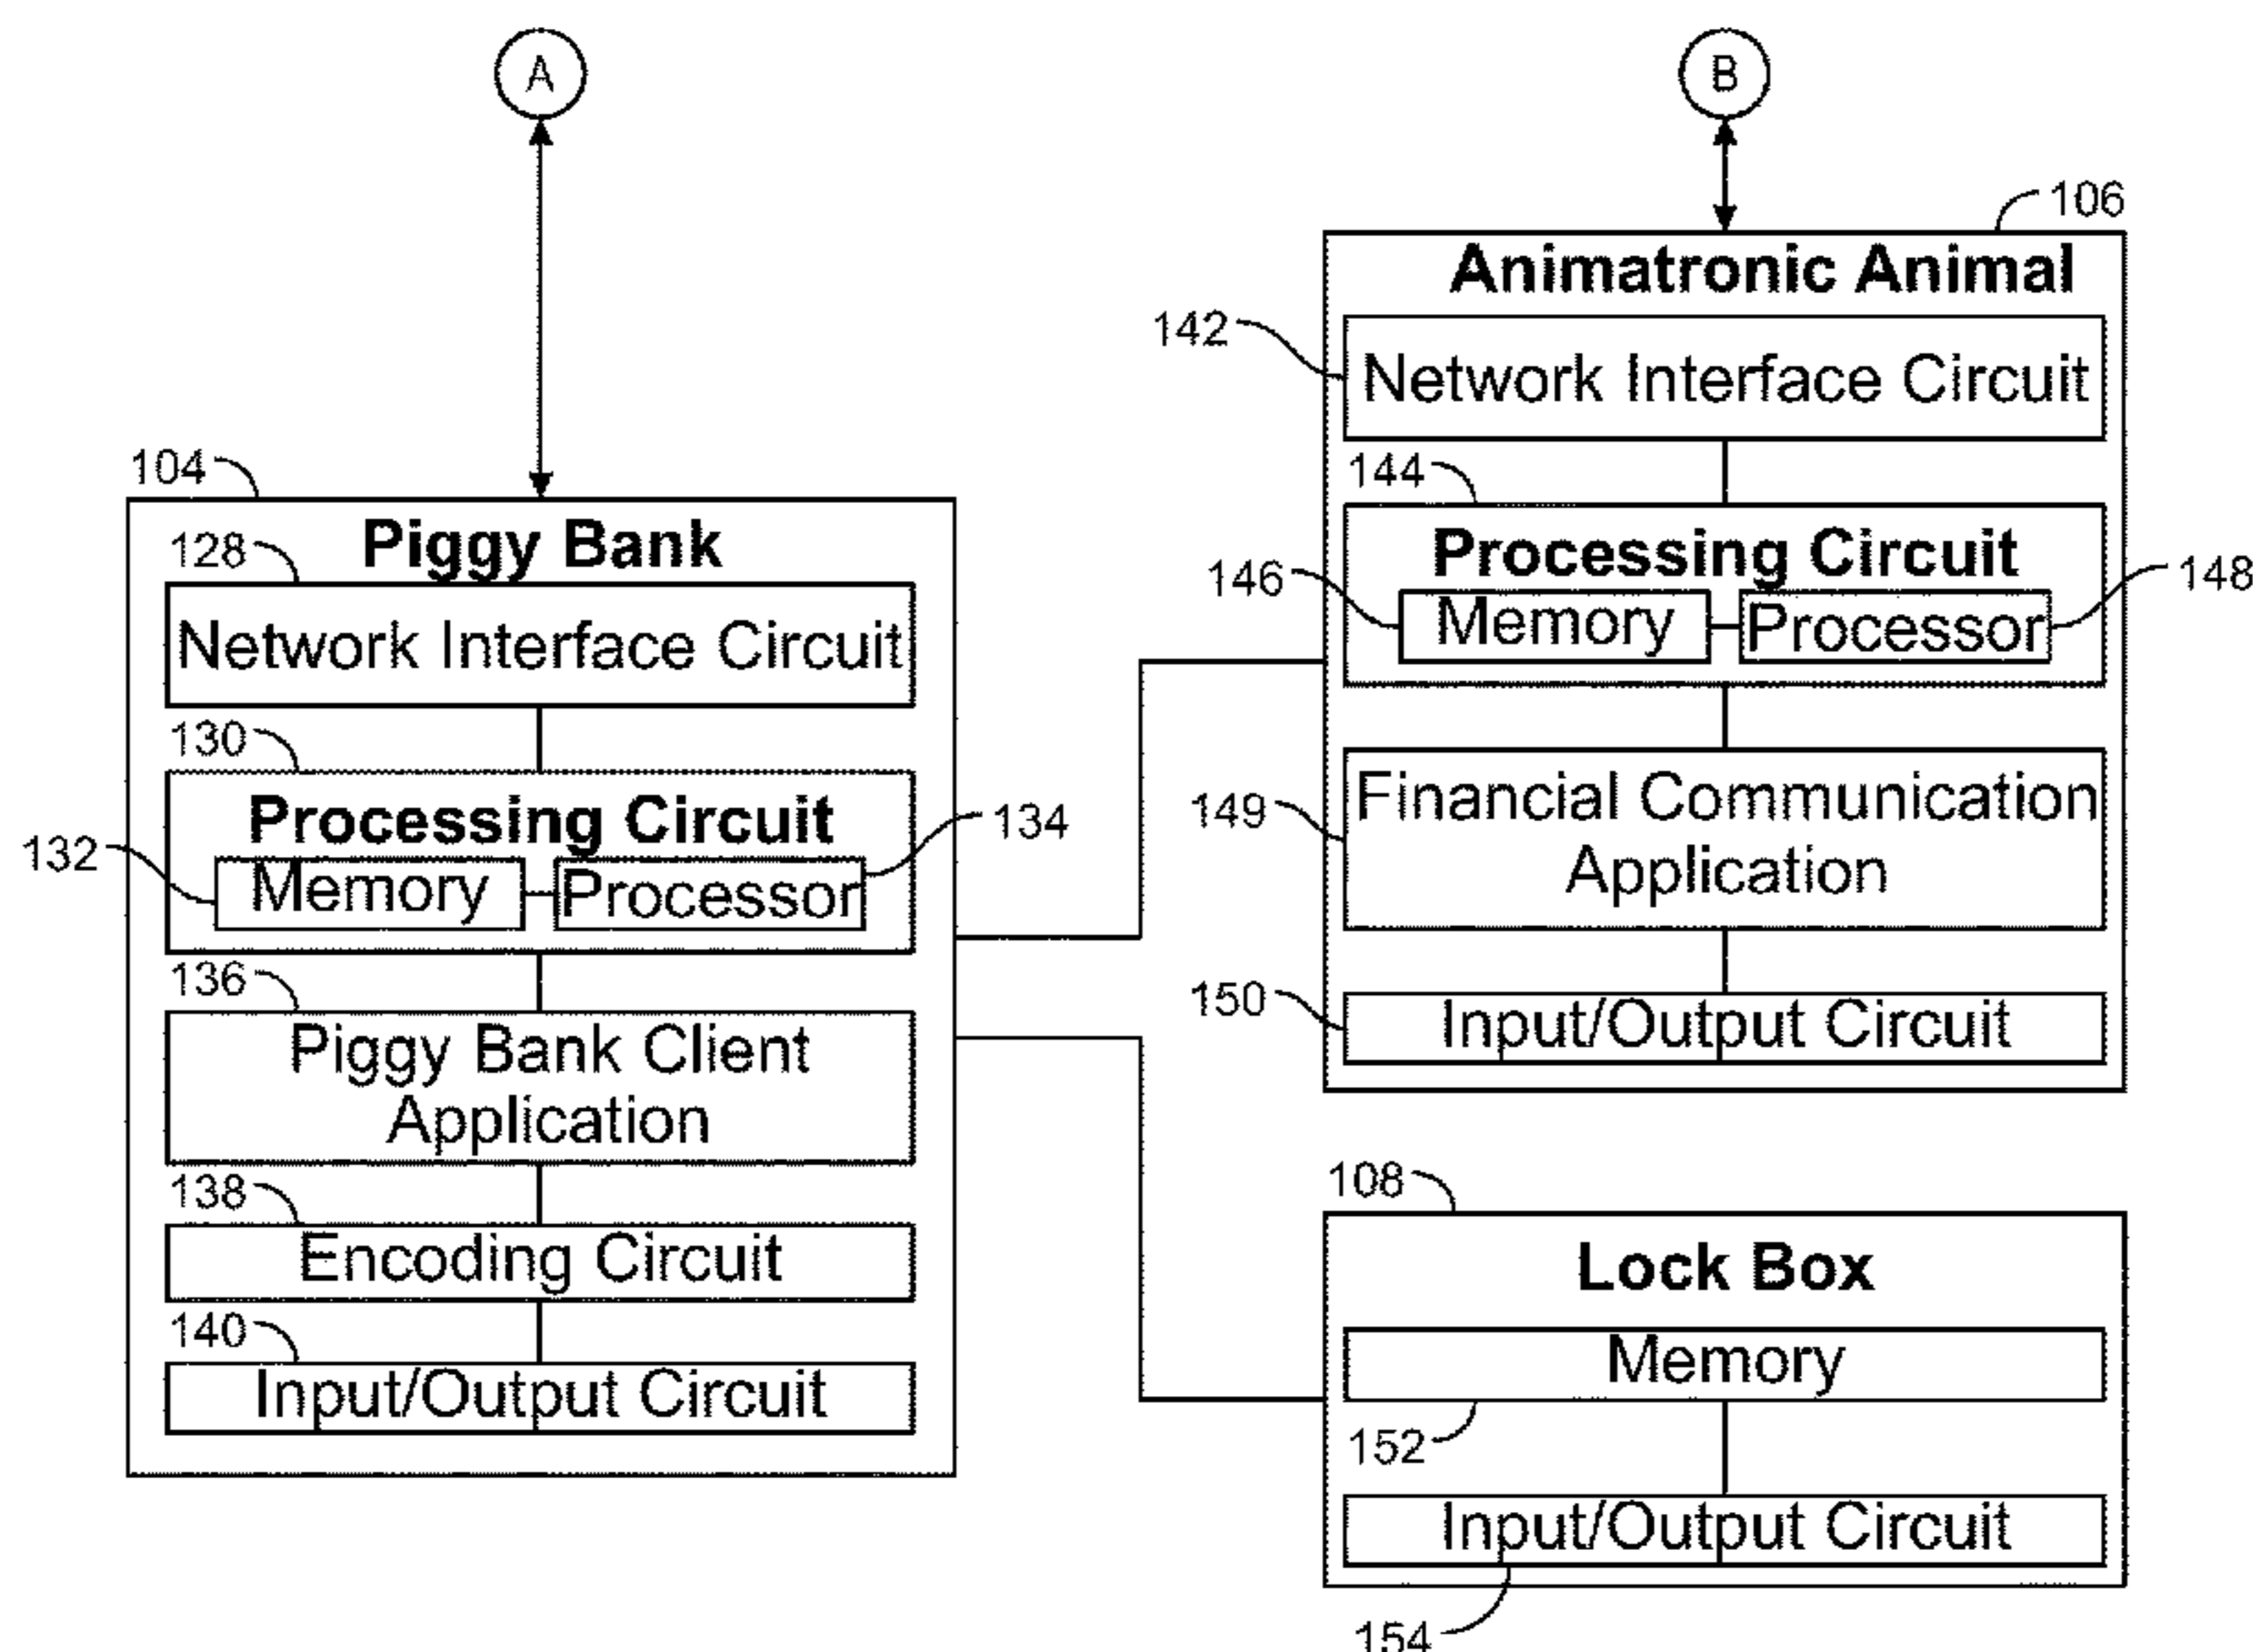 A
B
106
Animatronic Animal
142
Network Interface Circuit
144
Processing Circuit
146
Memory
Processor
148
149
Financial Communication
Application
150
Input/Output Circuit
104
Piggy Bank
128
Network Interface Circuit
130
Processing Circuit
132
Memory
Processor
134
136
Piggy Bank Client
Application
138
Encoding Circuit
140
Input/Output Circuit
108
Lock Box
Memory
152
Input/Output Circuit
154